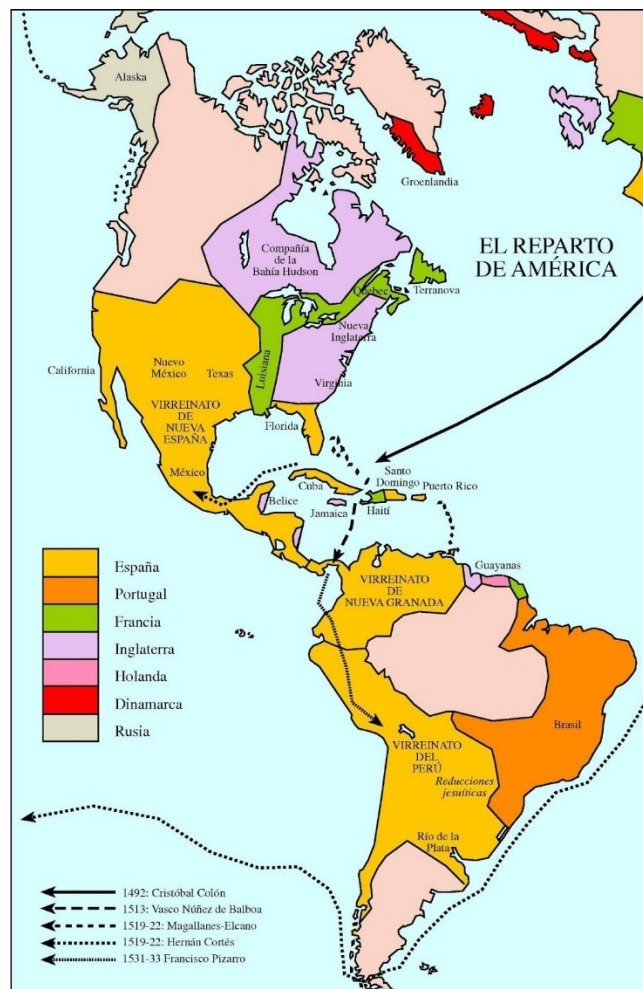 Alaska
Groenlandia
EL REPARTO
DE AMÉRICA
Compañía
de la
Bahía Hudson
Quebec
Terranova
Nueva
Inglaterra
Luisiana
Virginia
California
Nuevo
México
Texas
VIRREINATO
DE
NUEVA
ESPAÑA
Florida
México
Cuba
Santo
Domingo
Puerto Rico
Belice
Jamaica
Haití
Guayanas
VIRREINATO
DE
NUEVA GRANADA
España
Portugal
Francia
Inglaterra
Holanda
Dinamarca
Rusia
Brasil
VIRREINATO
DEL
PERÚ
Reducciones
jesuíticas
Río de la
Plata
1492: Cristóbal Colón
1513: Vasco Núñez de Balboa
1519-22: Magallanes-Elcano
1519-22: Hernán Cortés
1531-33 Francisco Pizarro